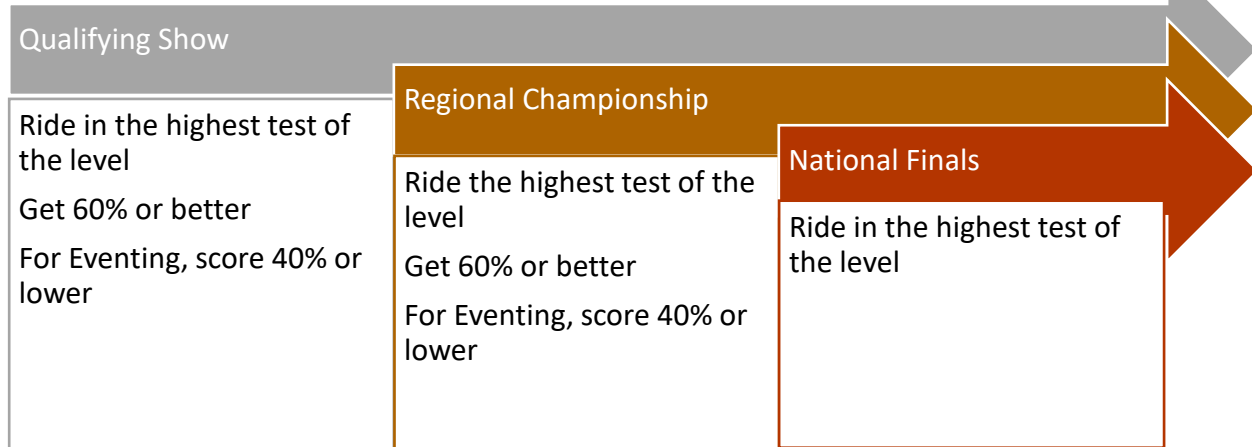 Qualifying Show
Ride in the highest test of
the level
Get 60% or better
For Eventing, score 40% or
lower
Regional Championship
Ride the highest test of the
level
Get 60% or better
For Eventing, score 40% or
lower
National Finals
Ride in the highest test of
the level